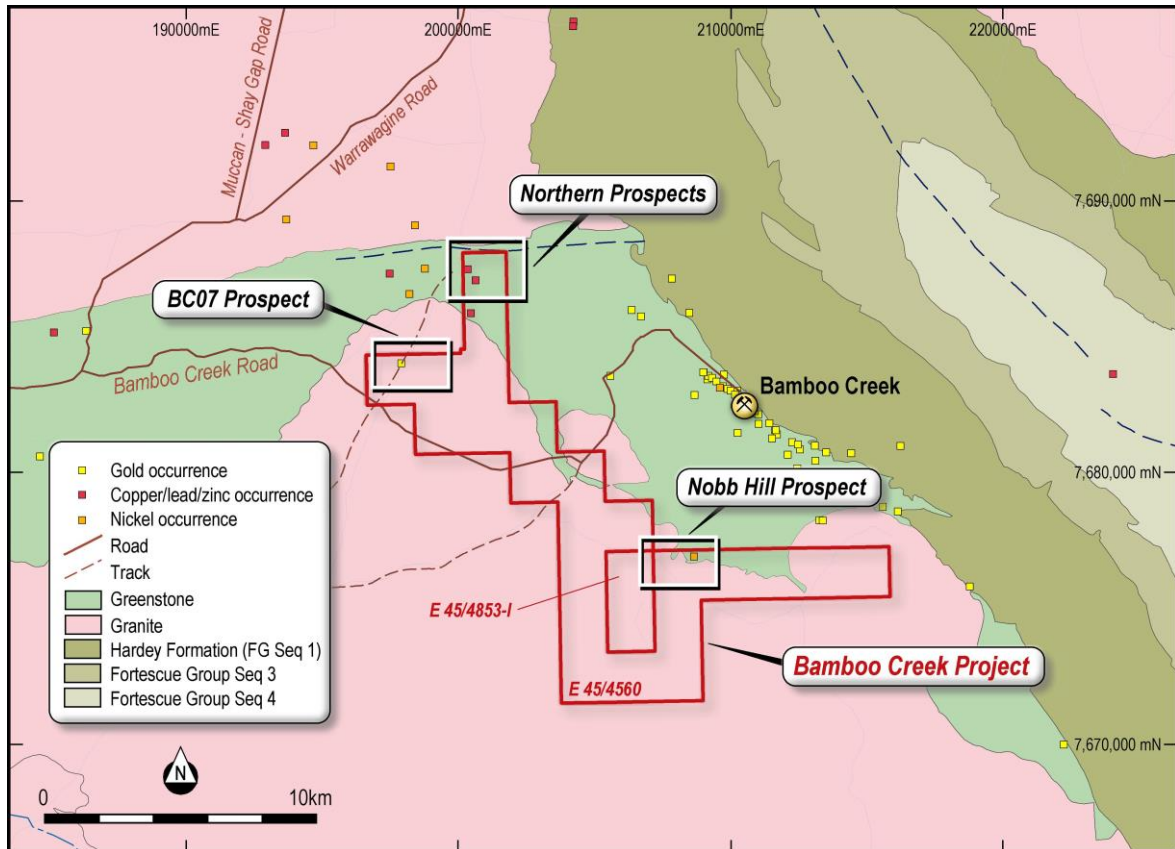 190000mE
200000mE
210000mE
220000mE
Muccan - Shay Gap Road
Warrawagine Road
7,690,000 mN
Northern Prospects
BC07 Prospect
Bamboo Creek Road
Bamboo Creek
7,680,000 mN
Nobb Hill Prospect
Gold occurrence
Copper/lead/zinc occurrence
Nickel occurrence
Road
Track
Greenstone
Granite
Hardey Formation (FG Seq 1)
Fortescue Group Seq 3
Fortescue Group Seq 4
E 45/4853-I
Bamboo Creek Project
E 45/4560
7,670,000 mN
N
0
10km